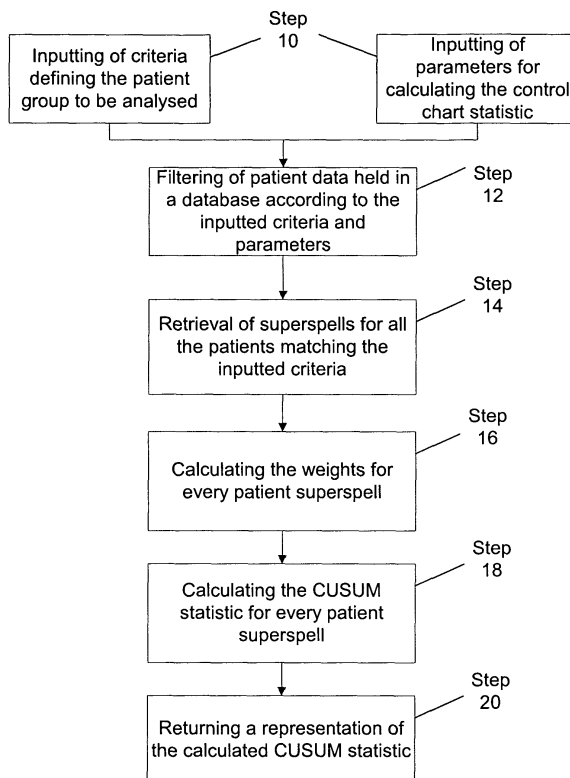 Step
10
Inputting of criteria
defining the patient
group to be analysed
Inputting of
parameters for
calculating the control
chart statistic
Step
12
Filtering of patient data held in
a database according to the
inputted criteria and
parameters
Step
14
Retrieval of superspells for all
the patients matching the
inputted criteria
Step
16
Calculating the weights for
every patient superspell
Step
18
Calculating the CUSUM
statistic for every patient
superspell
Step
20
Returning a representation of
the calculated CUSUM statistic